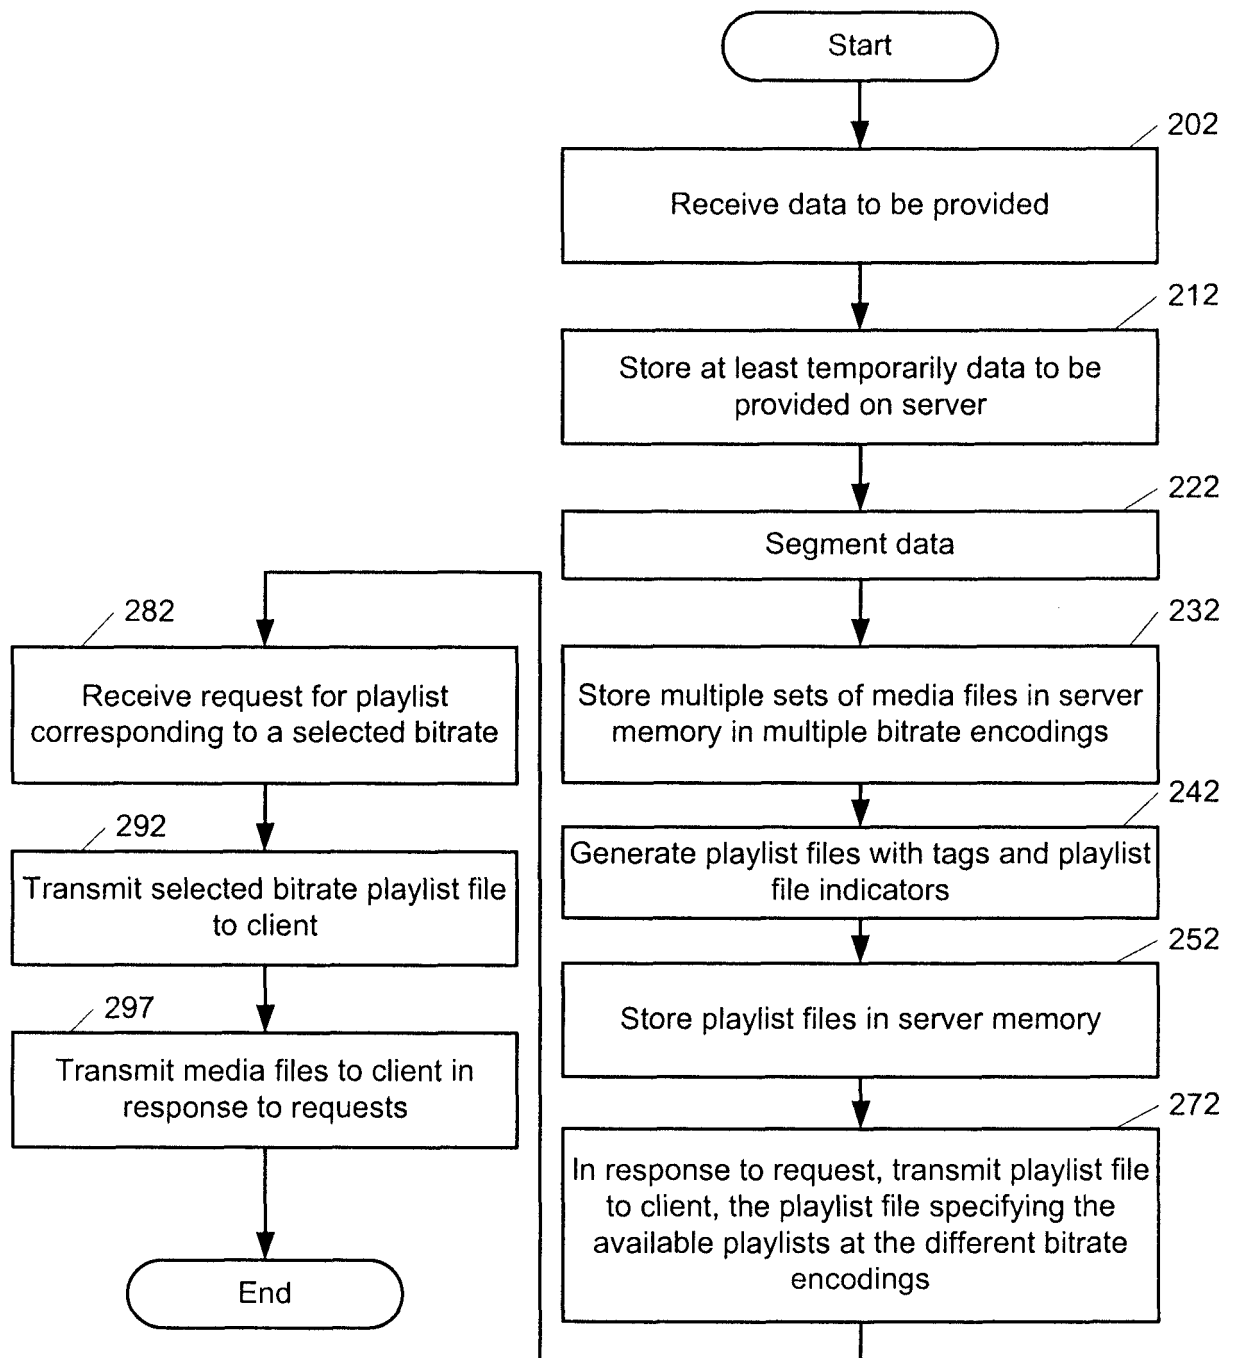 Start
202
Receive data to be provided
212
Store at least temporarily data to be
provided on server
222
Segment data
232
Store multiple sets of media files in server
memory in multiple bitrate encodings
242
Generate playlist files with tags and playlist
file indicators
252
Store playlist files in server memory
272
In response to request, transmit playlist file
to client, the playlist file specifying the
available playlists at the different bitrate
encodings
282
Receive request for playlist
corresponding to a selected bitrate
292
Transmit selected bitrate playlist file
to client
297
Transmit media files to client in
response to requests
End